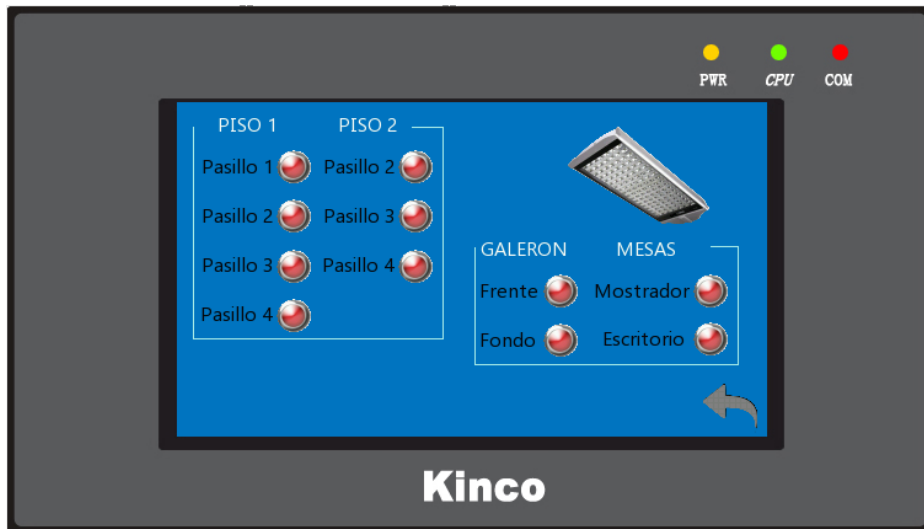 PWR CPU COM
PISO 1 PISO 2
Pasillo 1 Pasillo 2
Pasillo 2 Pasillo 3
Pasillo 3 Pasillo 4
Pasillo 4
GALERON MESAS
Frente Mostrador
Fondo Escritorio
Kinco